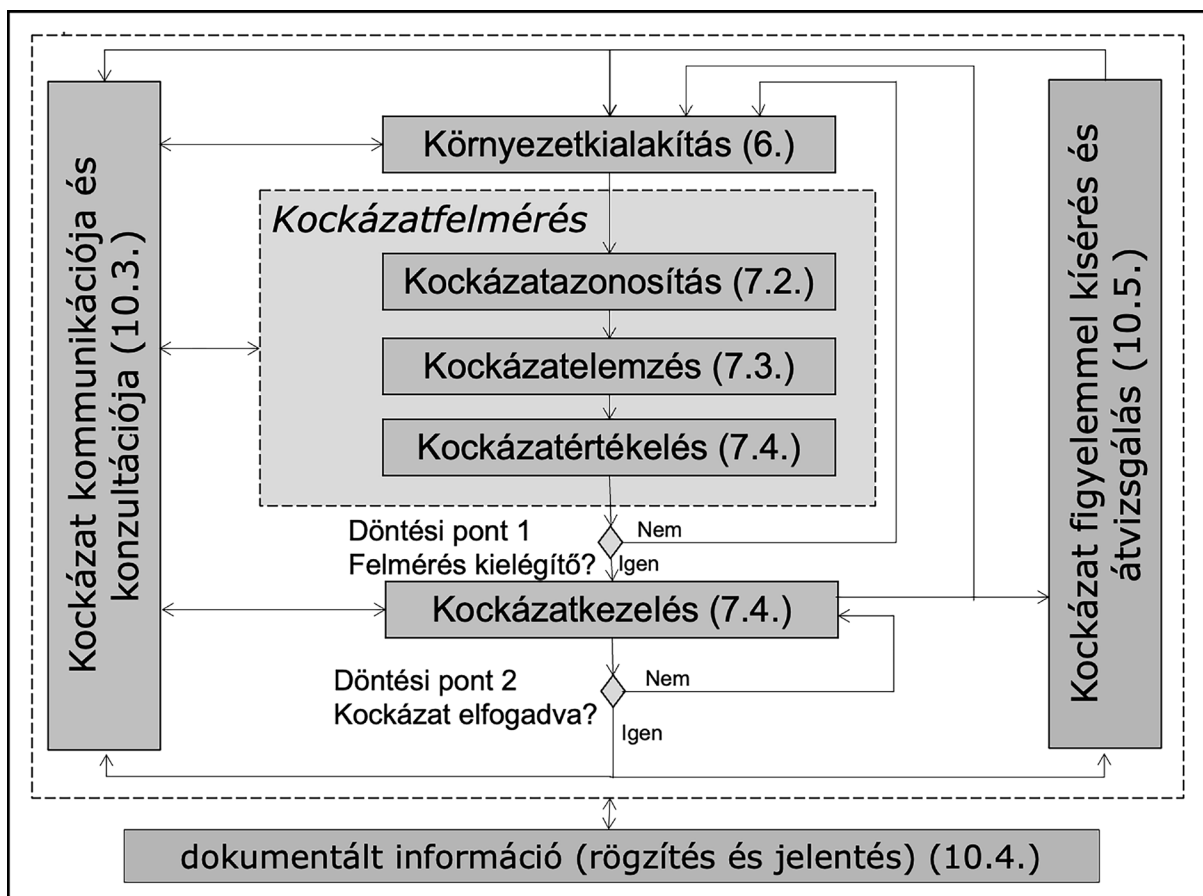 Kockázat kommunikációja és
konzultációja (10.3.)
Környezetkialakítás (6.)
Kockázatfelmérés
Kockázatazonosítás (7.2.)
Kockázatelemzés (7.3.)
Kockázatértékelés (7.4.)
Döntési pont 1
Felmérés kielégítő?
Nem
Igen
Kockázatkezelés (7.4.)
Döntési pont 2
Kockázat elfogadva?
Nem
Igen
Kockázat figyelemmel kísérés és
átvizsgálás (10.5.)
dokumentált információ (rögzítés és jelentés) (10.4.)